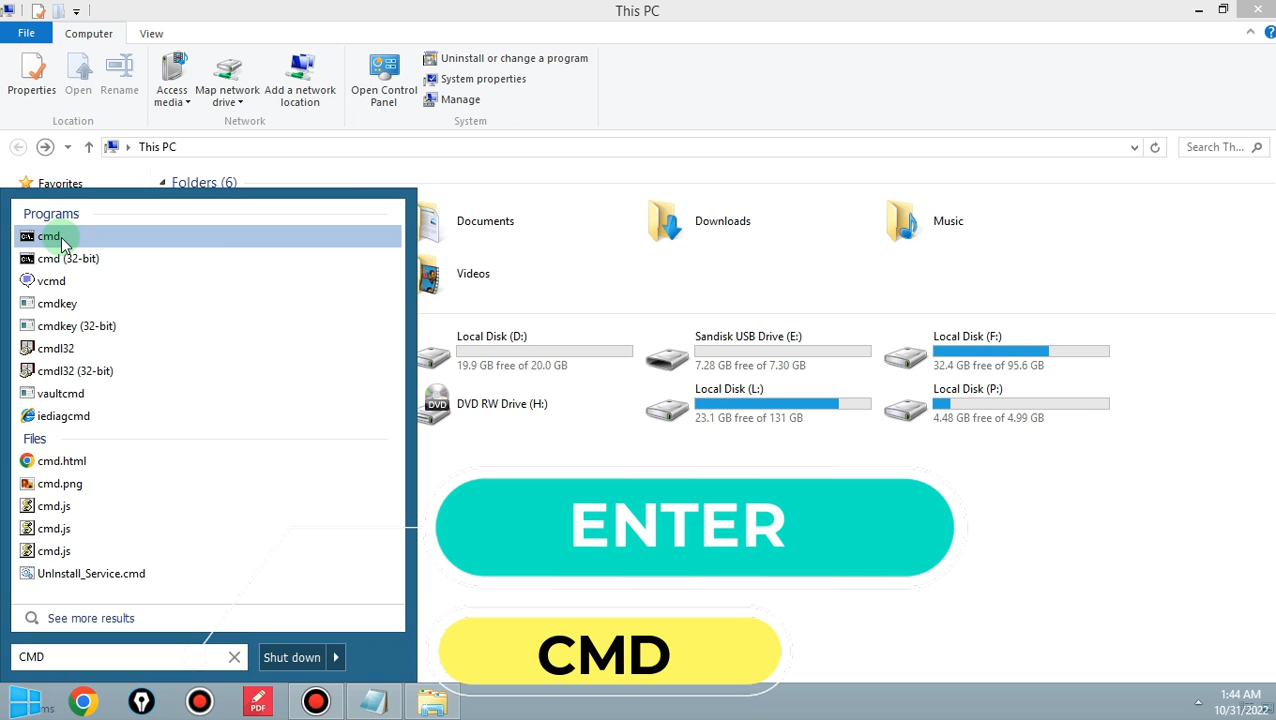 This PC
File
Computer
View
Properties
Open
Rename
Access media
Map network drive
Add a network location
Open Control Panel
Uninstall or change a program
System properties
Manage
Location
Network
System
This PC
Search Th...
Favorites
Folders (6)
Programs
cmd
cmd (32-bit)
vcmd
cmdkey
cmdkey (32-bit)
cmdl32
cmdl32 (32-bit)
vaultcmd
iediagcmd
Files
cmd.html
cmd.png
cmd.js
cmd.js
cmd.js
UnInstall_Service.cmd
See more results
CMD
Shut down
Documents
Downloads
Music
Videos
Local Disk (D:)
19.9 GB free of 20.0 GB
Sandisk USB Drive (E:)
7.28 GB free of 7.30 GB
Local Disk (F:)
32.4 GB free of 95.6 GB
DVD
DVD RW Drive (H:)
Local Disk (L:)
23.1 GB free of 131 GB
Local Disk (P:)
4.48 GB free of 4.99 GB
ENTER
CMD
PDF
1:44 AM
10/31/2022